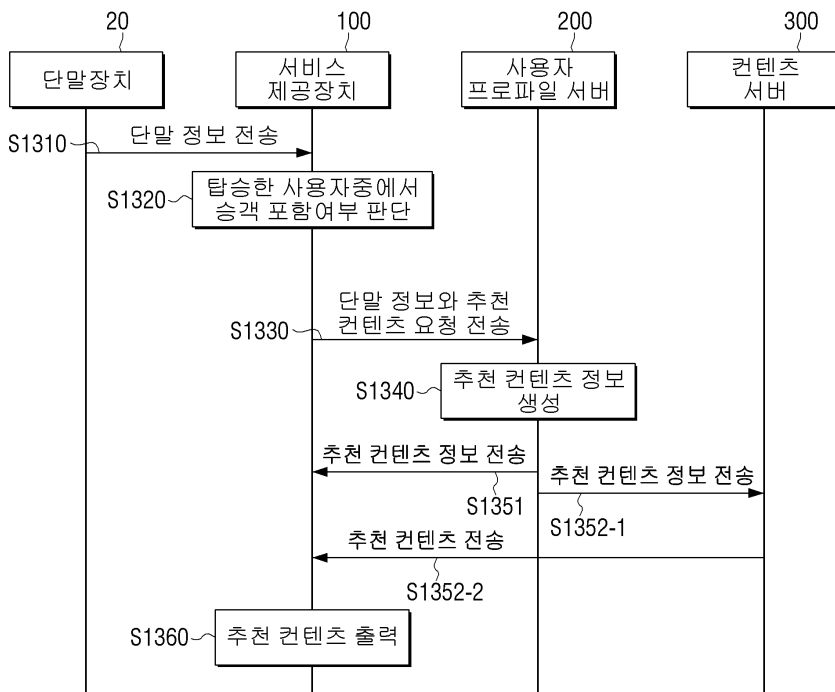 20
100
200
300
단말장치
서비스
제공장치
사용자
프로파일 서버
컨텐츠
서버
S1310
단말 정보 전송
S1320
탑승한 사용자중에서
승객 포함여부 판단
S1330
단말 정보와 추천
컨텐츠 요청 전송
S1340
추천 컨텐츠 정보
생성
추천 컨텐츠 정보 전송
S1351
추천 컨텐츠 정보 전송
S1352-1
추천 컨텐츠 전송
S1352-2
S1360
추천 컨텐츠 출력